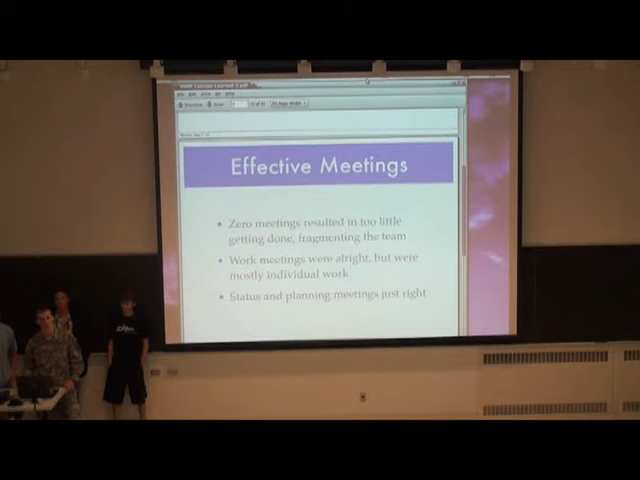 Effective Meetings
• Zero meetings resulted in too little
getting done, fragmenting the team
• Work meetings were alright, but were
mostly individual work
• Status and planning meetings just right